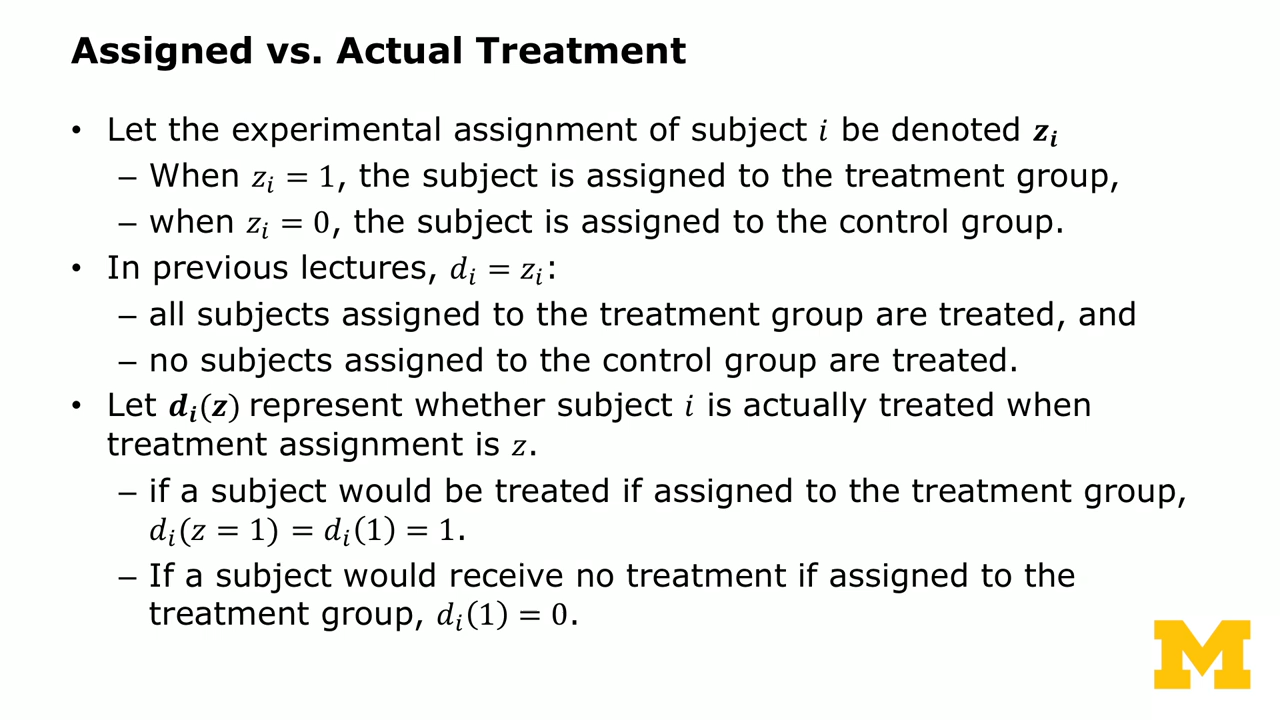 Assigned vs. Actual Treatment
• Let the experimental assignment of subject 𝑖 be denoted 𝒛ᵢ
– When 𝑧ᵢ = 1, the subject is assigned to the treatment group,
– when 𝑧ᵢ = 0, the subject is assigned to the control group.
• In previous lectures, 𝑑ᵢ = 𝑧ᵢ:
– all subjects assigned to the treatment group are treated, and
– no subjects assigned to the control group are treated.
• Let 𝒅ᵢ(𝒛) represent whether subject 𝑖 is actually treated when
treatment assignment is 𝑧.
– if a subject would be treated if assigned to the treatment group,
𝑑ᵢ(𝑧 = 1) = 𝑑ᵢ(1) = 1.
– If a subject would receive no treatment if assigned to the
treatment group, 𝑑ᵢ(1) = 0.
M